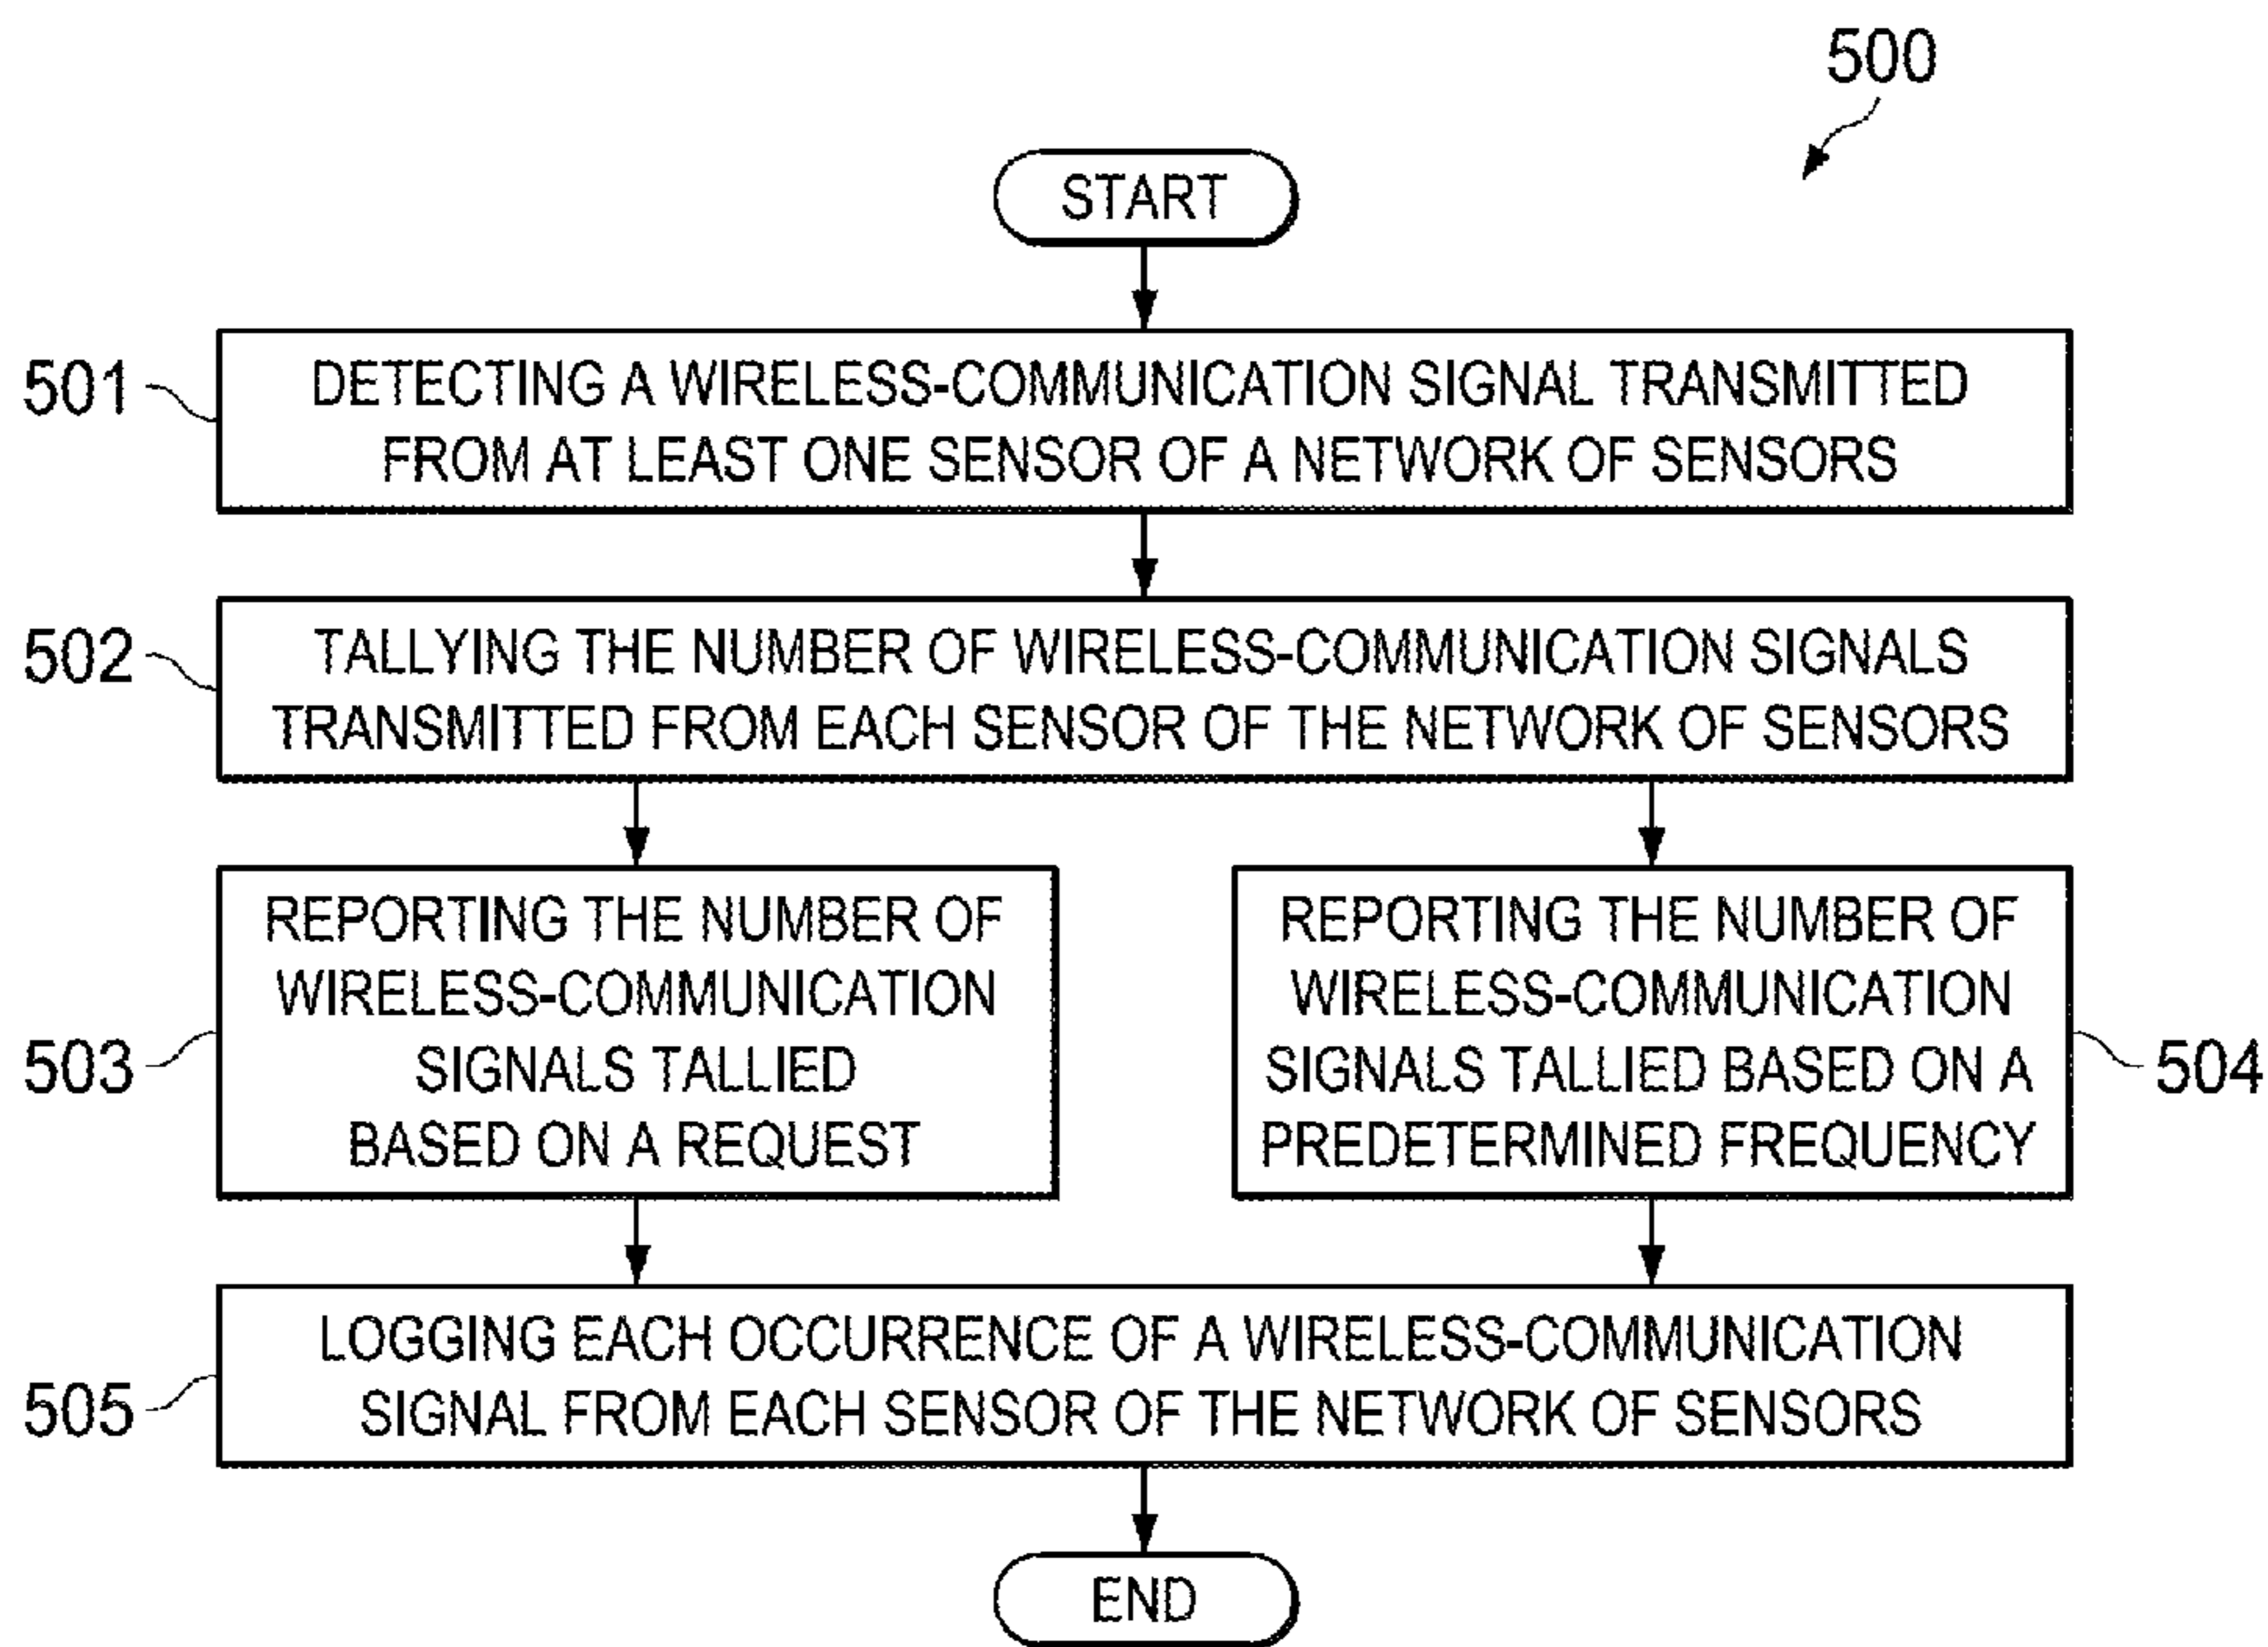 500
START
501
DETECTING A WIRELESS-COMMUNICATION SIGNAL TRANSMITTED
FROM AT LEAST ONE SENSOR OF A NETWORK OF SENSORS
502
TALLYING THE NUMBER OF WIRELESS-COMMUNICATION SIGNALS
TRANSMITTED FROM EACH SENSOR OF THE NETWORK OF SENSORS
503
REPORTING THE NUMBER OF
WIRELESS-COMMUNICATION
SIGNALS TALLIED
BASED ON A REQUEST
REPORTING THE NUMBER OF
WIRELESS-COMMUNICATION
SIGNALS TALLIED BASED ON A
PREDETERMINED FREQUENCY
504
505
LOGGING EACH OCCURRENCE OF A WIRELESS-COMMUNICATION
SIGNAL FROM EACH SENSOR OF THE NETWORK OF SENSORS
END